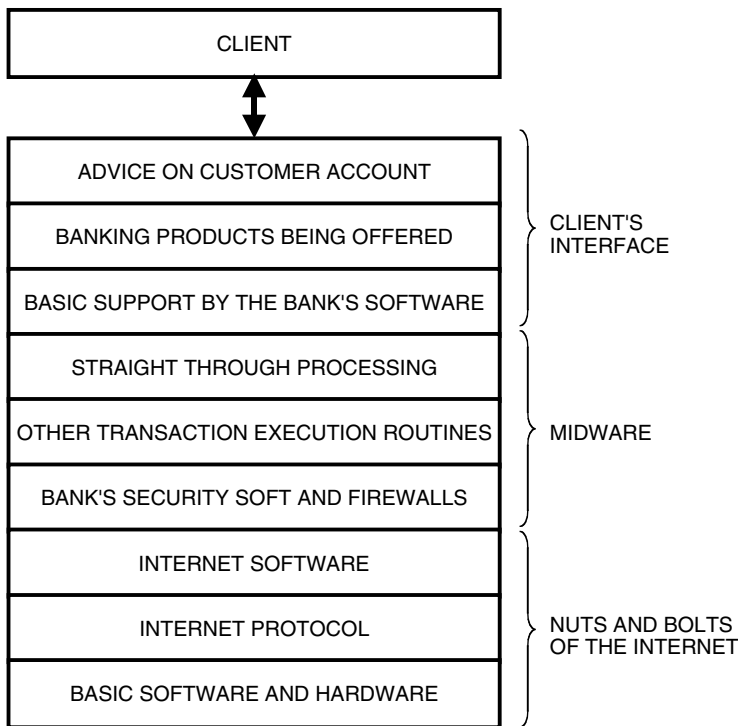 CLIENT
ADVICE ON CUSTOMER ACCOUNT
BANKING PRODUCTS BEING OFFERED
BASIC SUPPORT BY THE BANK'S SOFTWARE
CLIENT'S
INTERFACE
STRAIGHT THROUGH PROCESSING
OTHER TRANSACTION EXECUTION ROUTINES
BANK'S SECURITY SOFT AND FIREWALLS
MIDWARE
INTERNET SOFTWARE
INTERNET PROTOCOL
BASIC SOFTWARE AND HARDWARE
NUTS AND BOLTS
OF THE INTERNET